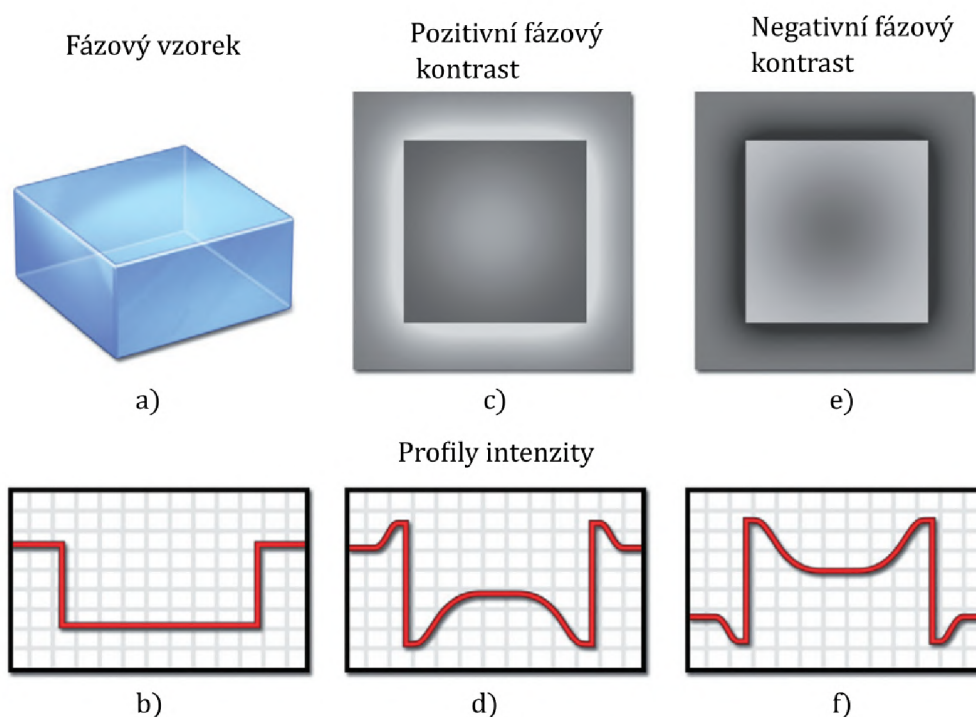 Fázový vzorek
Pozitivní fázový
kontrast
Negativní fázový
kontrast
a)
c)
e)
Profily intenzity
b)
d)
f)